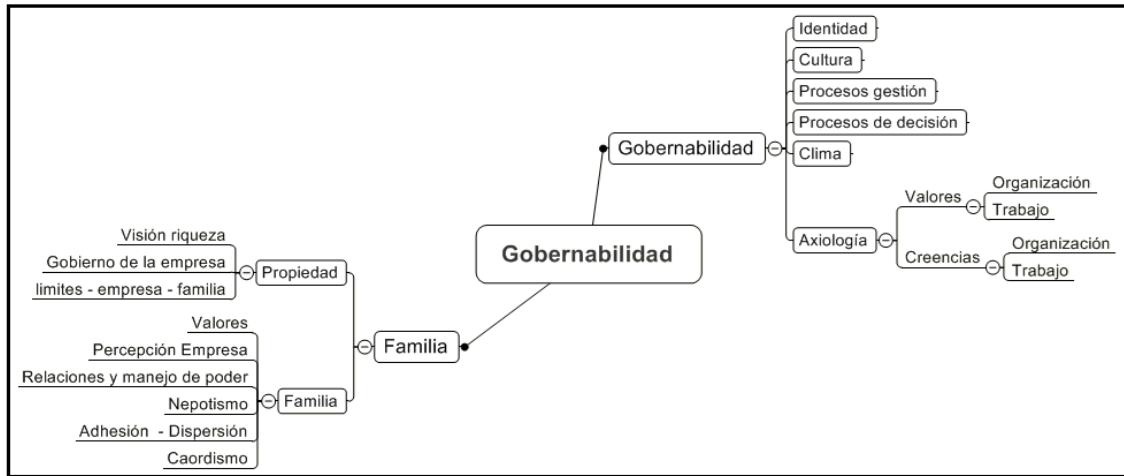 Gobernabilidad
Gobernabilidad
Identidad
Cultura
Procesos gestión
Procesos de decisión
Clima
Axiología
Valores
Organización
Trabajo
Creencias
Organización
Trabajo
Familia
Propiedad
Visión riqueza
Gobierno de la empresa
limites - empresa - familia
Familia
Valores
Percepción Empresa
Relaciones y manejo de poder
Nepotismo
Adhesión - Dispersión
Caordismo